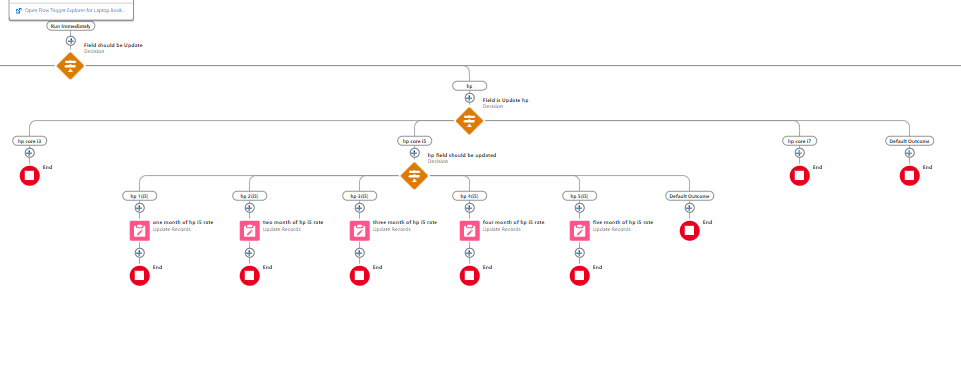 Open Flow Trigger Explorer for Laptop Book...
Run Immediately
Field should be Update
Decision
hp
Field is Update hp
Decision
hp core i3
hp core i5
hp core i7
Default Outcome
End
hp field should be updated
Decision
End
End
hp 1(i5)
hp 2(i5)
hp 3(i5)
hp 4(i5)
hp 5(i5)
Default Outcome
one month of hp i5 rate
Update Records
two month of hp i5 rate
Update Records
three month of hp i5 rate
Update Records
four month of hp i5 rate
Update Records
five month of hp i5 rate
Update Records
End
End
End
End
End
End